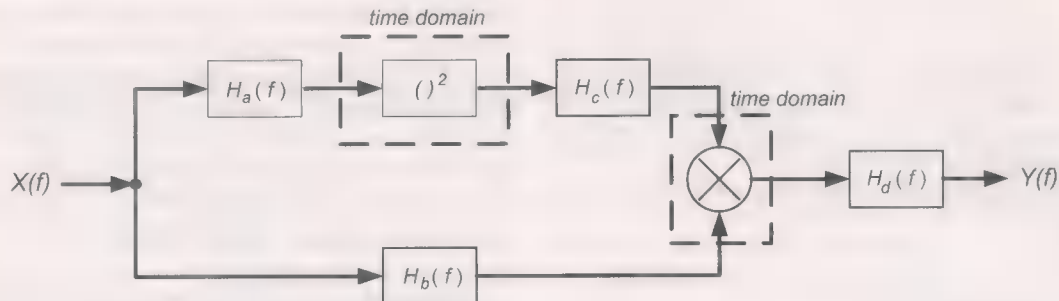 time domain
H_a(f)
( )^2
H_c(f)
time domain
X(f)
H_d(f)
Y(f)
H_b(f)